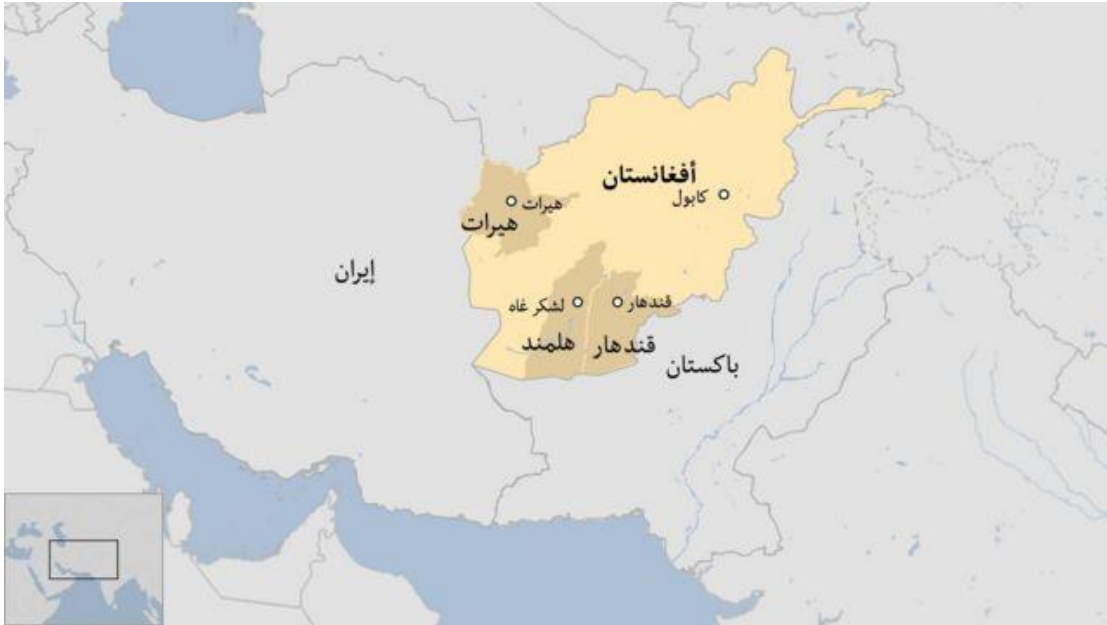 أفغانستان
كابول
هيرات
هيرات
إيران
قندهار
لشكر غاه
قندهار
هلمند
باكستان